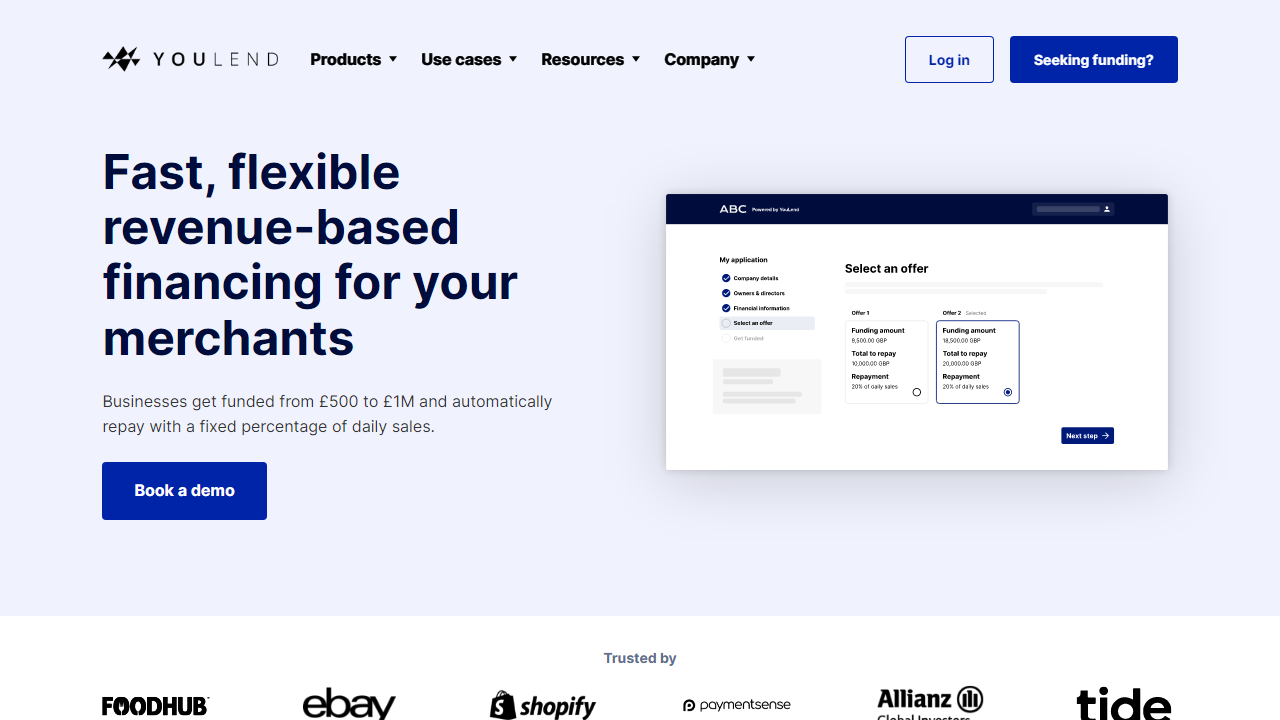 YOULEND
Products
Use cases
Resources
Company
Log in
Seeking funding?
Fast, flexible
revenue-based
financing for your
merchants
Businesses get funded from £500 to £1M and automatically
repay with a fixed percentage of daily sales.
Book a demo
ABC Powered by YouLend
My application
Company details
Owners & directors
Financial information
Select an offer
Get funded
Select an offer
Offer 1
Funding amount
9,500.00 GBP
Total to repay
10,000.00 GBP
Repayment
20% of daily sales
Offer 2 Selected
Funding amount
18,500.00 GBP
Total to repay
20,000.00 GBP
Repayment
20% of daily sales
Next step
Trusted by
FOODHUB
ebay
shopify
paymentsense
Allianz
Global Investors
tide